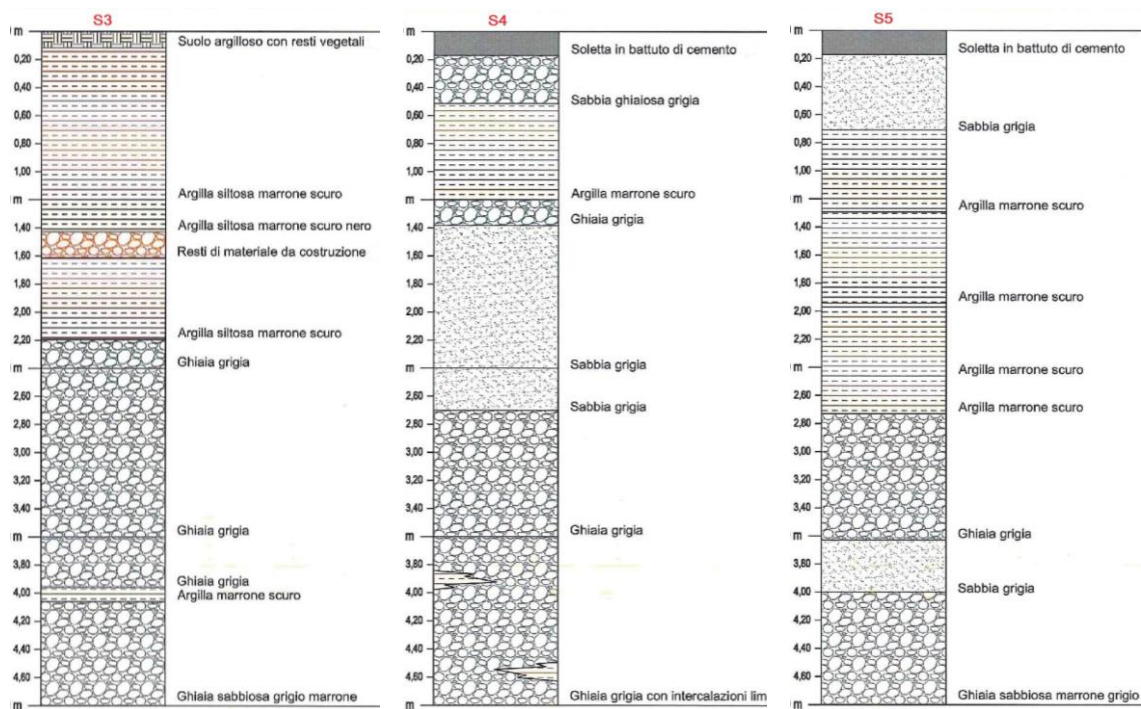 S3
0 m
Suolo argilloso con resti vegetali
0,20
0,40
0,60
0,80
1,00
Argilla siltosa marrone scuro
m
Argilla siltosa marrone scuro nero
1,40
Resti di materiale da costruzione
1,60
1,80
2,00
Argilla siltosa marrone scuro
2,20
Ghiaia grigia
m
2,60
2,80
3,00
3,20
3,40
Ghiaia grigia
m
3,80
Ghiaia grigia
4,00
Argilla marrone scuro
4,20
4,40
4,60
Ghiaia sabbiosa grigio marrone
m
S4
0 m
Soletta in battuto di cemento
0,20
0,40
Sabbia ghiaiosa grigia
0,60
0,80
1,00
Argilla marrone scuro
m
Ghiaia grigia
1,40
1,60
1,80
2,00
2,20
Sabbia grigia
m
2,60
Sabbia grigia
2,80
3,00
3,20
3,40
Ghiaia grigia
m
3,80
4,00
4,20
4,40
4,60
Ghiaia grigia con intercalazioni lim
m
S5
0 m
Soletta in battuto di cemento
0,20
0,40
0,60
Sabbia grigia
0,80
1,00
m
Argilla marrone scuro
1,40
1,60
1,80
Argilla marrone scuro
2,00
2,20
m
Argilla marrone scuro
2,60
Argilla marrone scuro
2,80
3,00
3,20
3,40
Ghiaia grigia
m
3,80
Sabbia grigia
4,00
4,20
4,40
4,60
Ghiaia sabbiosa marrone grigio
m